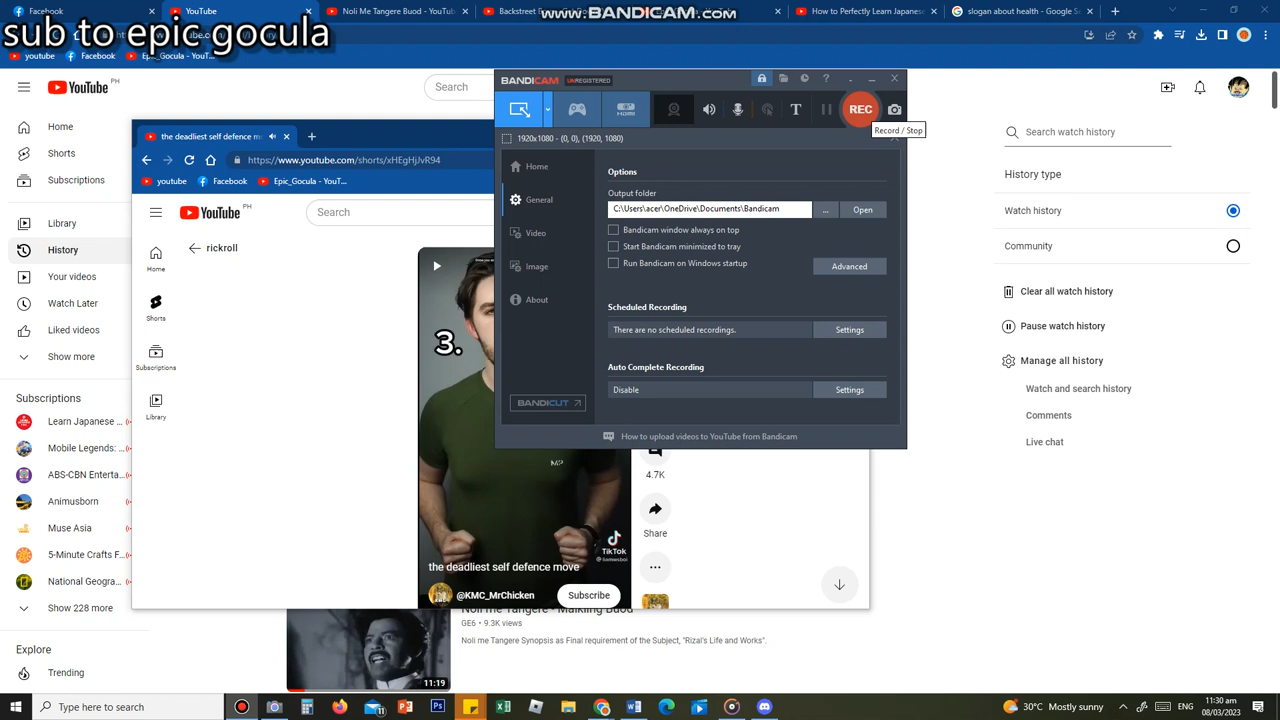 Facebook
YouTube
Noli Me Tangere Buod -
Backstreet
www.BANDICAM.com
How to Perfectly Learn Japanese
slogan about health - Google S
sub to epic gocula
youtube
Facebook
Epic_Gocula - YouT...
YouTube PH
Search
Home
Shorts
Subscriptions
Library
History
Your videos
Watch Later
Liked videos
Show more
Subscriptions
Learn Japanese ...
Mobile Legends: ...
ABS-CBN Enterta...
Animusborn
Muse Asia
5-Minute Crafts F...
National Geogra...
Show 228 more
Explore
Trending
the deadliest self defence m
https://www.youtube.com/shorts/xHEgHjJvR94
youtube
Facebook
Epic_Gocula - YouT...
YouTube PH
Search
rickroll
Home
Shorts
Subscriptions
Library
3.
TikTok
the deadliest self defence move
@KMC_MrChicken
Subscribe
4.7K
Share
BANDICAM UNREGISTERED
HDMI
REC
Record / Stop
1920x1080 - (0, 0), (1920, 1080)
Home
General
Video
Image
About
BANDICUT
Options
Output folder
C:\Users\acer\OneDrive\Documents\Bandicam
...
Open
Bandicam window always on top
Start Bandicam minimized to tray
Run Bandicam on Windows startup
Advanced
Scheduled Recording
There are no scheduled recordings.
Settings
Auto Complete Recording
Disable
Settings
How to upload videos to YouTube from Bandicam
Noli me Tangere - Maikling Buod
GE6 • 9.3K views
Noli me Tangere Synopsis as Final requirement of the Subject, "Rizal's Life and Works".
11:19
Search watch history
History type
Watch history
Community
Clear all watch history
Pause watch history
Manage all history
Watch and search history
Comments
Live chat
Type here to search
11
30°C Mostly sunny
11:30 am
08/03/2023